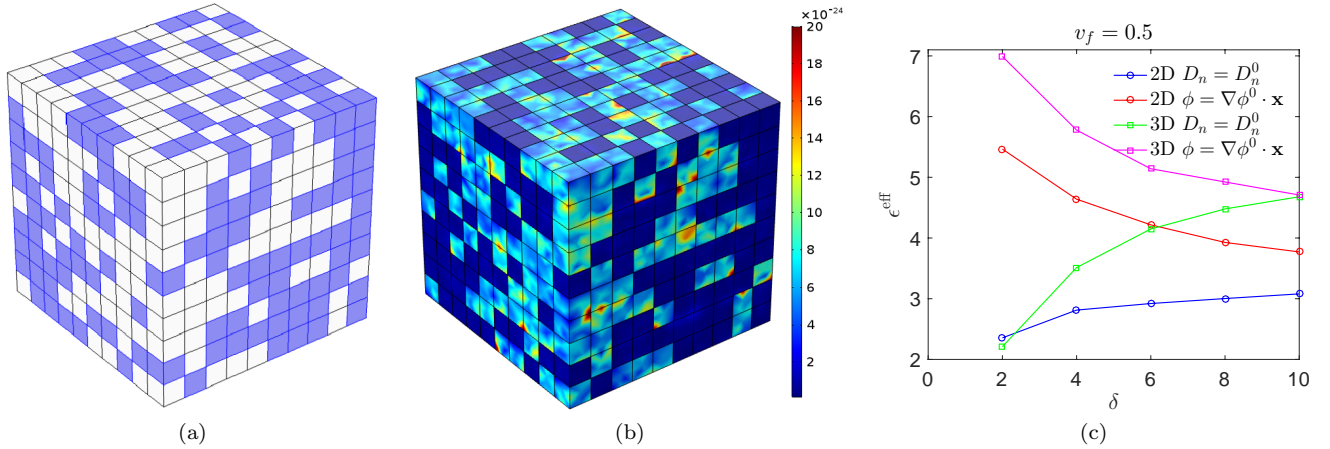 ×10⁻²⁴
20
18
16
14
12
10
8
6
4
2
v_f = 0.5
7
6
5
4
3
2
ϵ^eff
0 2 4 6 8 10
δ
2D D_n = D_n^0
2D ϕ = ∇ϕ^0 · x
3D D_n = D_n^0
3D ϕ = ∇ϕ^0 · x
(a) (b) (c)